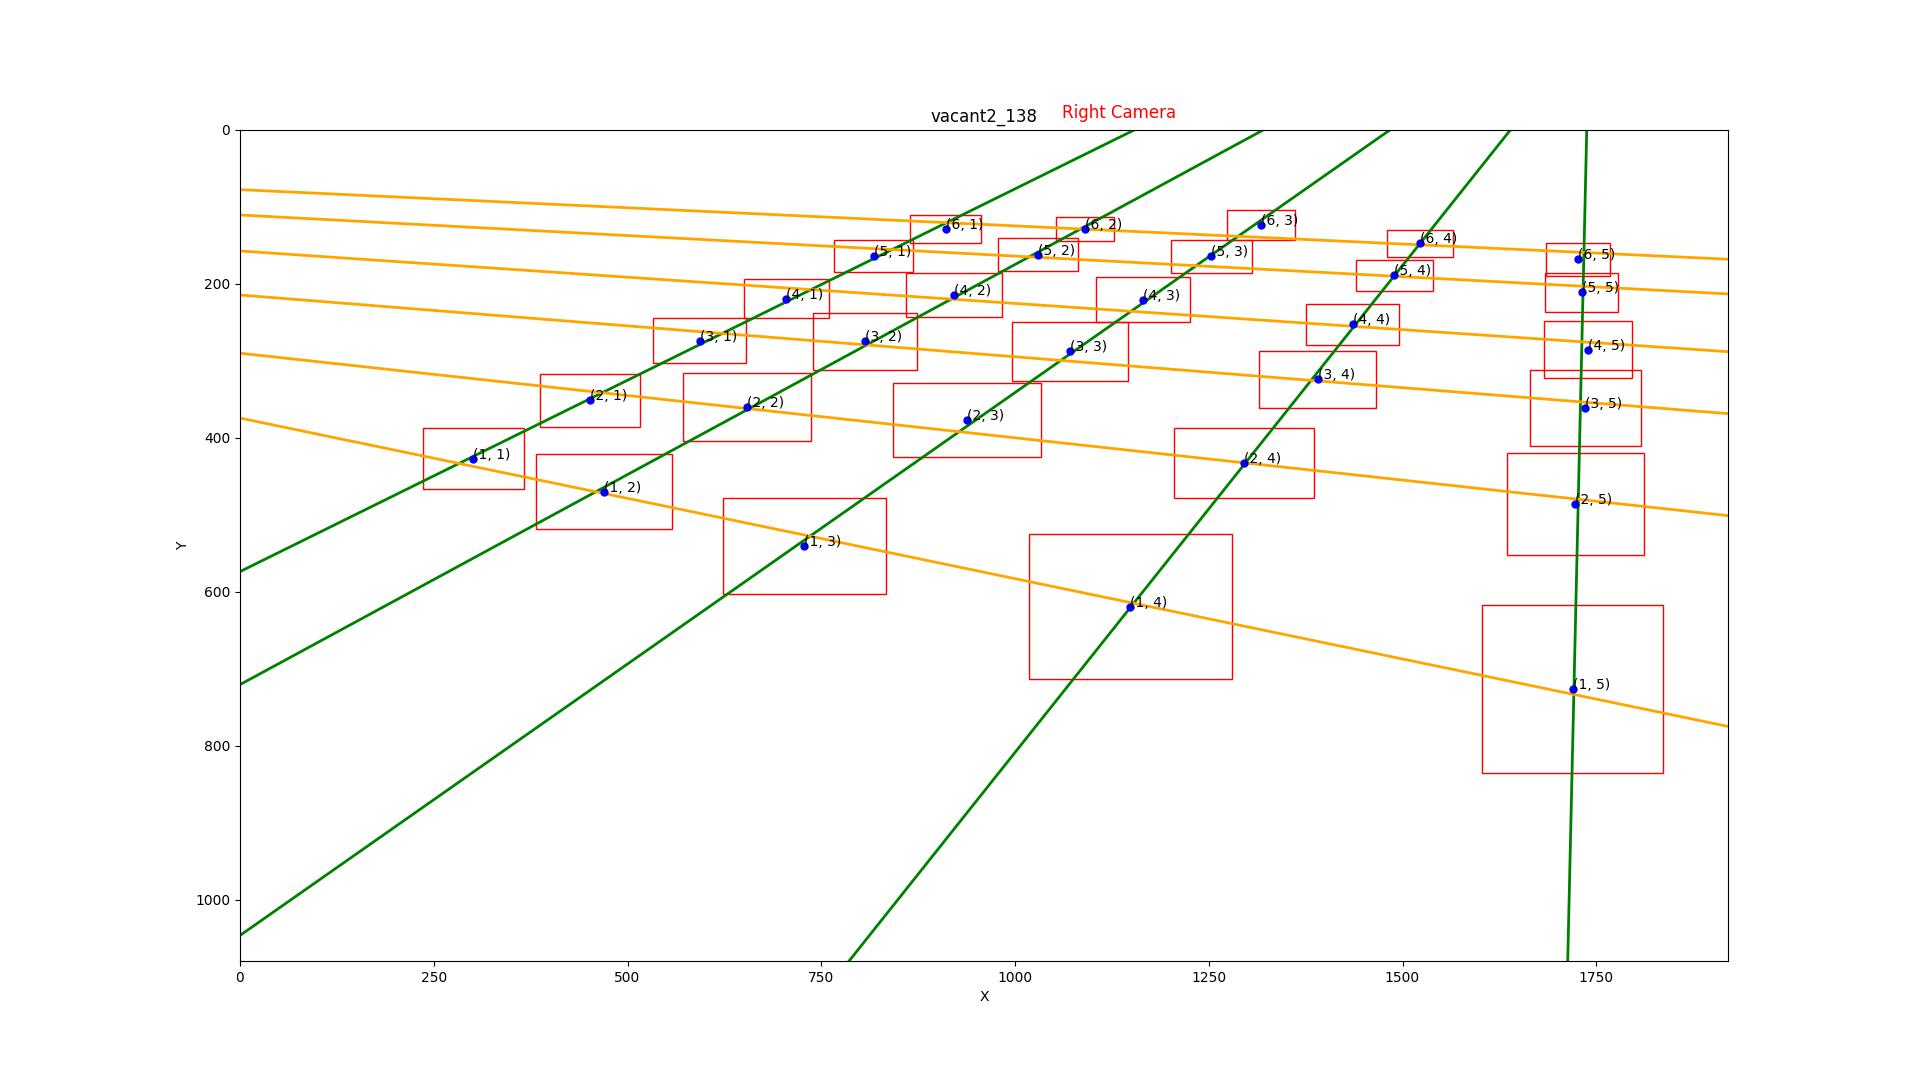 vacant2_138 Right Camera
0
(6, 1) (6, 2) (6, 3)
(6, 4)
(5, 1) (5, 2) (5, 3) (6, 5)
(5, 4)
200
(4, 1) (4, 2) (4, 3) (5, 5)
(4, 4)
(3, 1) (3, 2) (3, 3) (4, 5)
(3, 4)
400
(2, 1) (2, 2) (2, 3) (3, 5)
(1, 1) (2, 4)
(1, 2) (2, 5)
Y
(1, 3)
600
(1, 4)
(1, 5)
800
1000
0 250 500 750 1000 1250 1500 1750
X